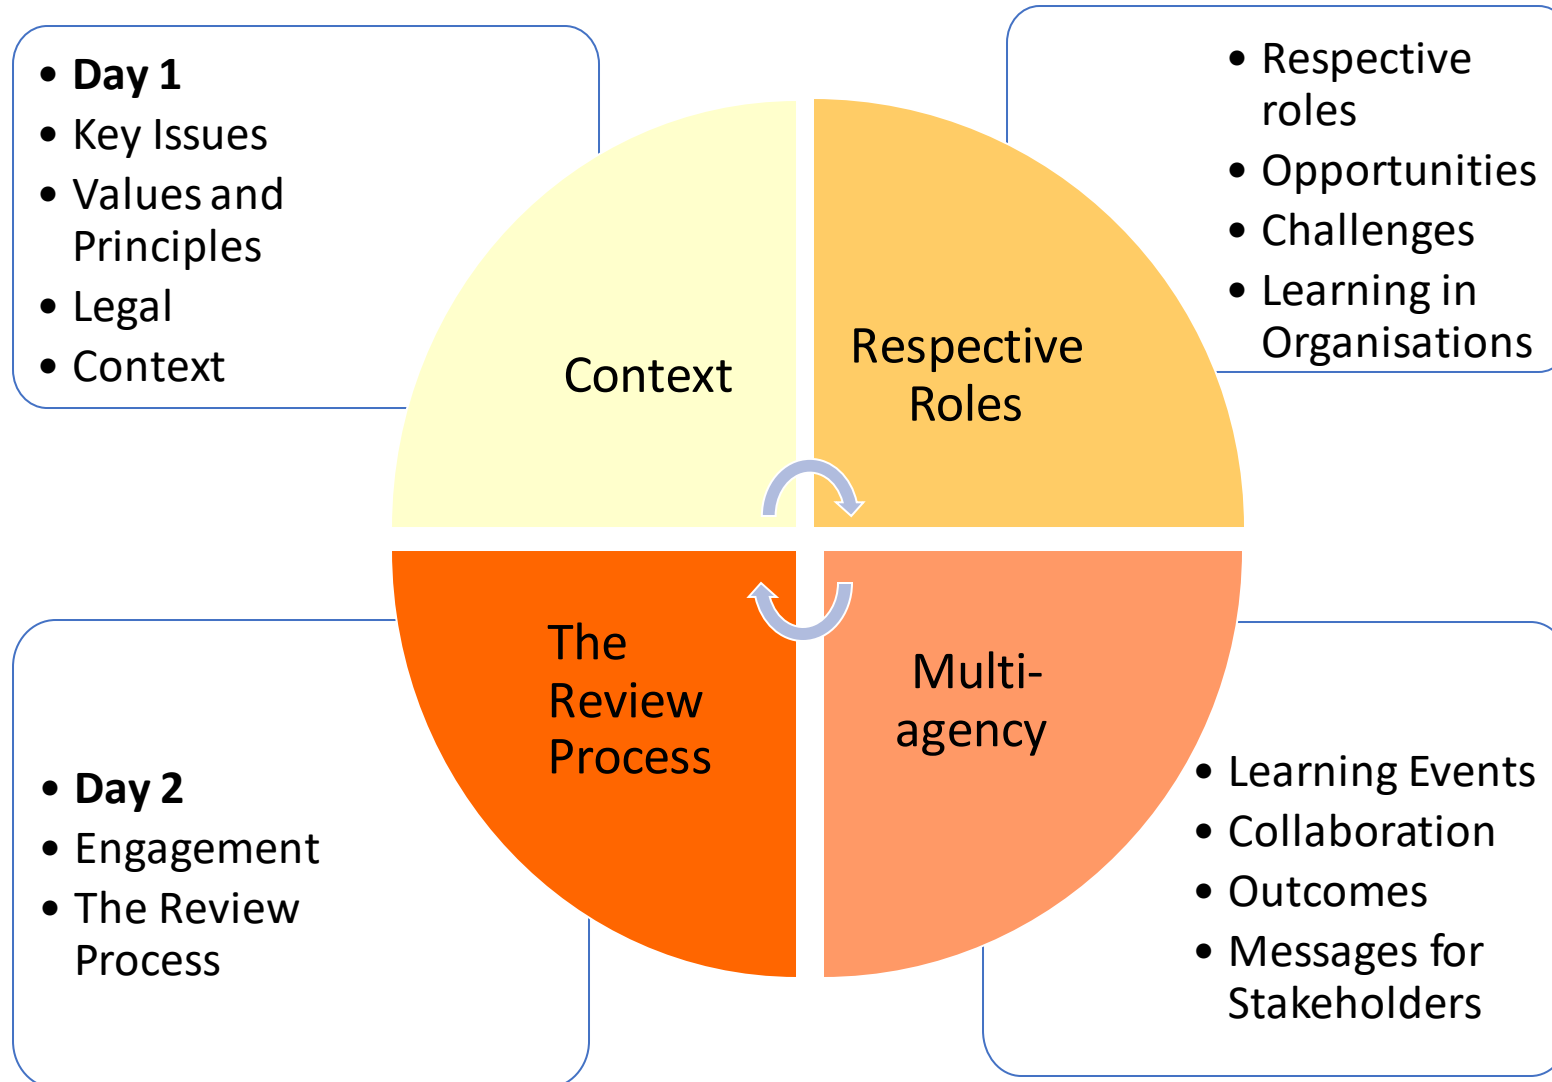 • Day 1
• Key Issues
• Values and
Principles
• Legal
• Context
• Respective
roles
• Opportunities
• Challenges
• Learning in
Organisations
Context
Respective
Roles
The
Review
Process
Multi-
agency
• Day 2
• Engagement
• The Review
Process
• Learning Events
• Collaboration
• Outcomes
• Messages for
Stakeholders